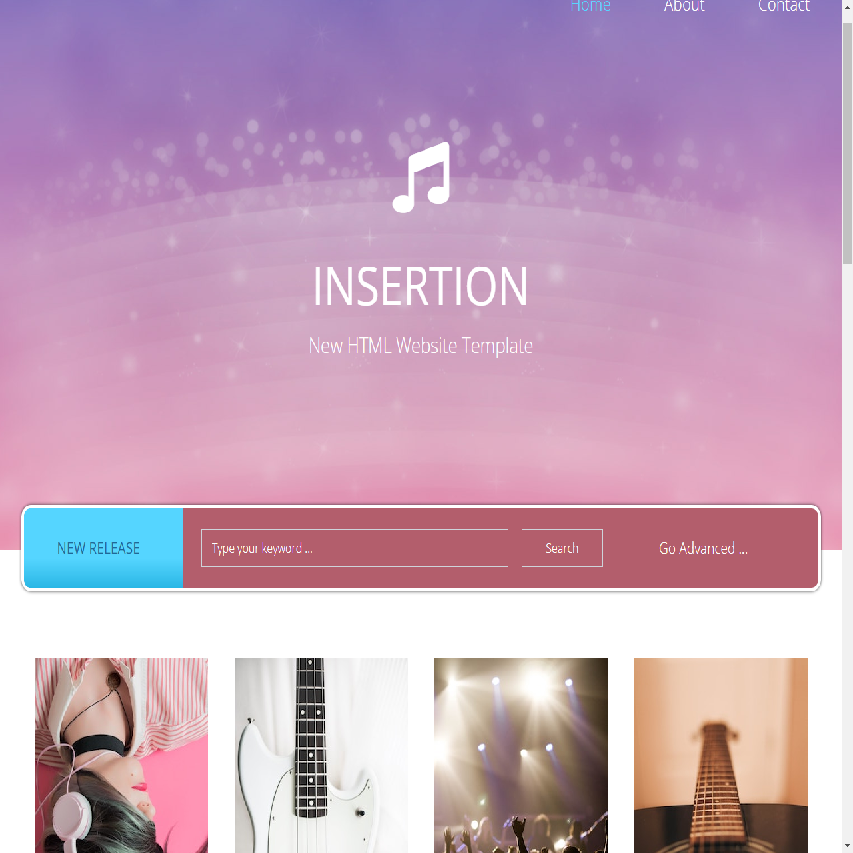 Home About Contact
INSERTION
New HTML Website Template
NEW RELEASE Type your keyword ... Search Go Advanced ...